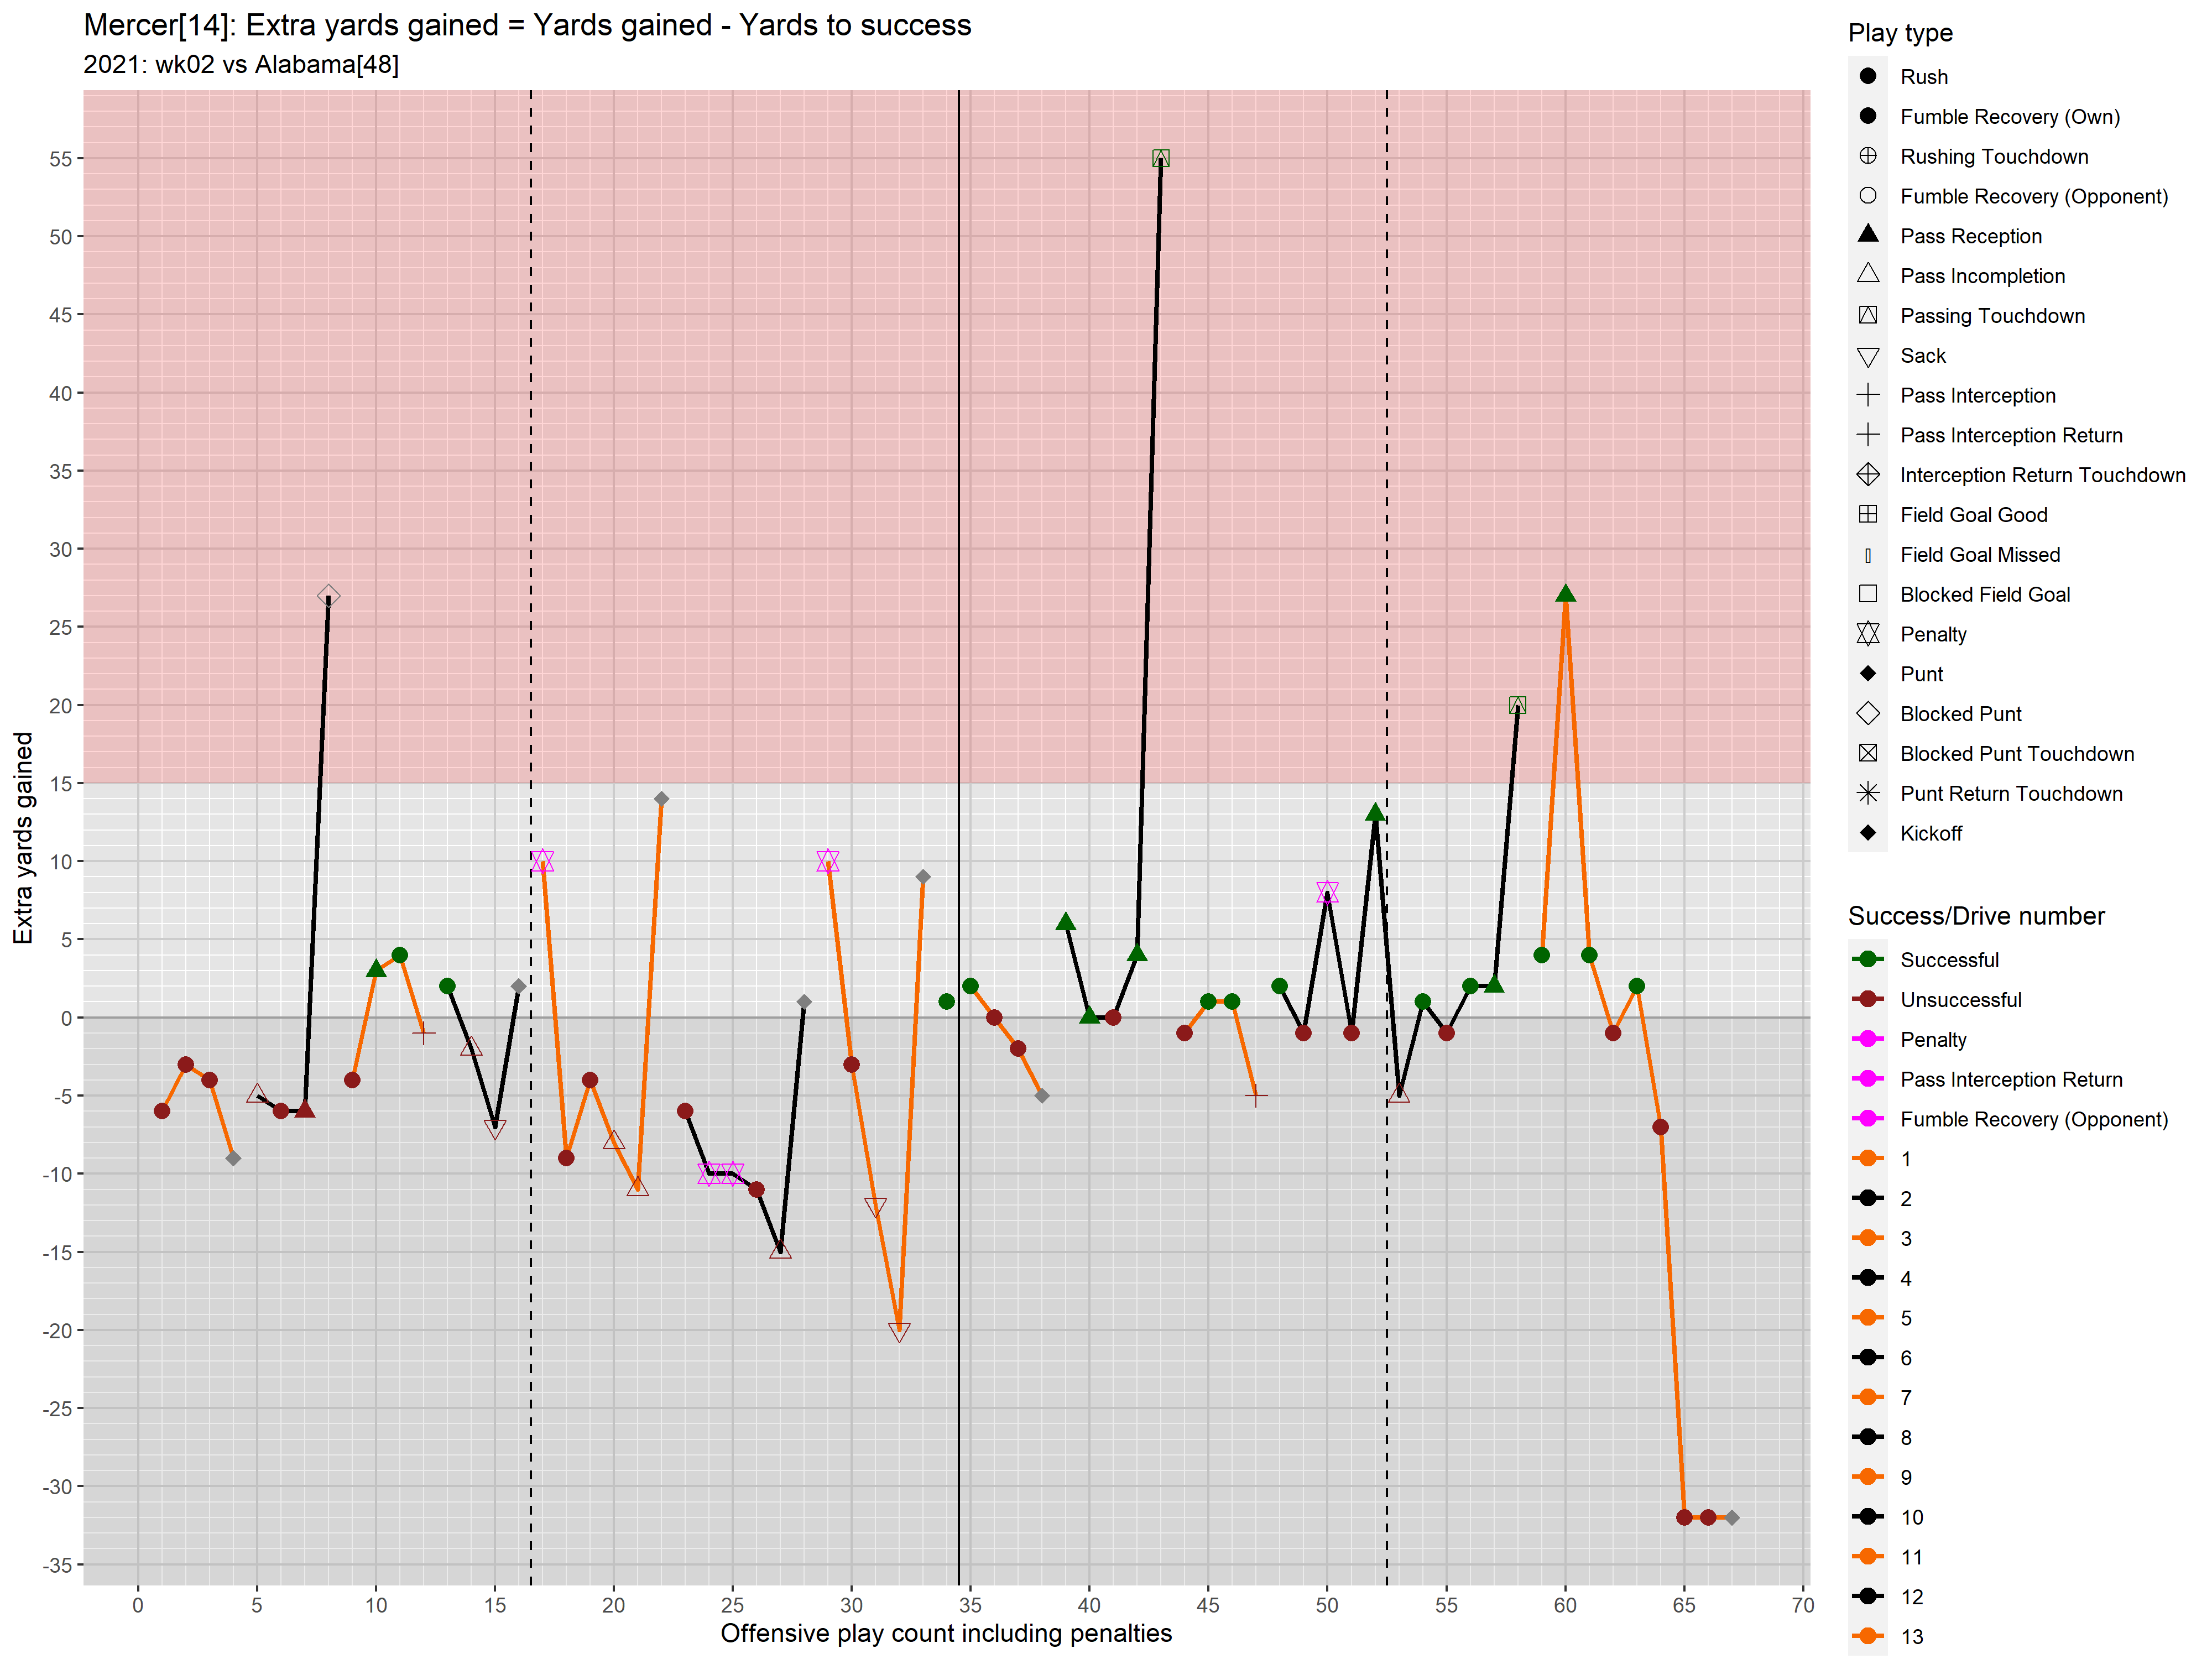 Mercer[14]: Extra yards gained = Yards gained - Yards to success
2021: wk02 vs Alabama[48]
Extra yards gained
55
50
45
40
35
30
25
20
15
10
5
0
-5
-10
-15
-20
-25
-30
-35
0 5 10 15 20 25 30 35 40 45 50 55 60 65 70
Offensive play count including penalties
Play type
Rush
Fumble Recovery (Own)
Rushing Touchdown
Fumble Recovery (Opponent)
Pass Reception
Pass Incompletion
Passing Touchdown
Sack
Pass Interception
Pass Interception Return
Interception Return Touchdown
Field Goal Good
Field Goal Missed
Blocked Field Goal
Penalty
Punt
Blocked Punt
Blocked Punt Touchdown
Punt Return Touchdown
Kickoff
Success/Drive number
Successful
Unsuccessful
Penalty
Pass Interception Return
Fumble Recovery (Opponent)
1
2
3
4
5
6
7
8
9
10
11
12
13